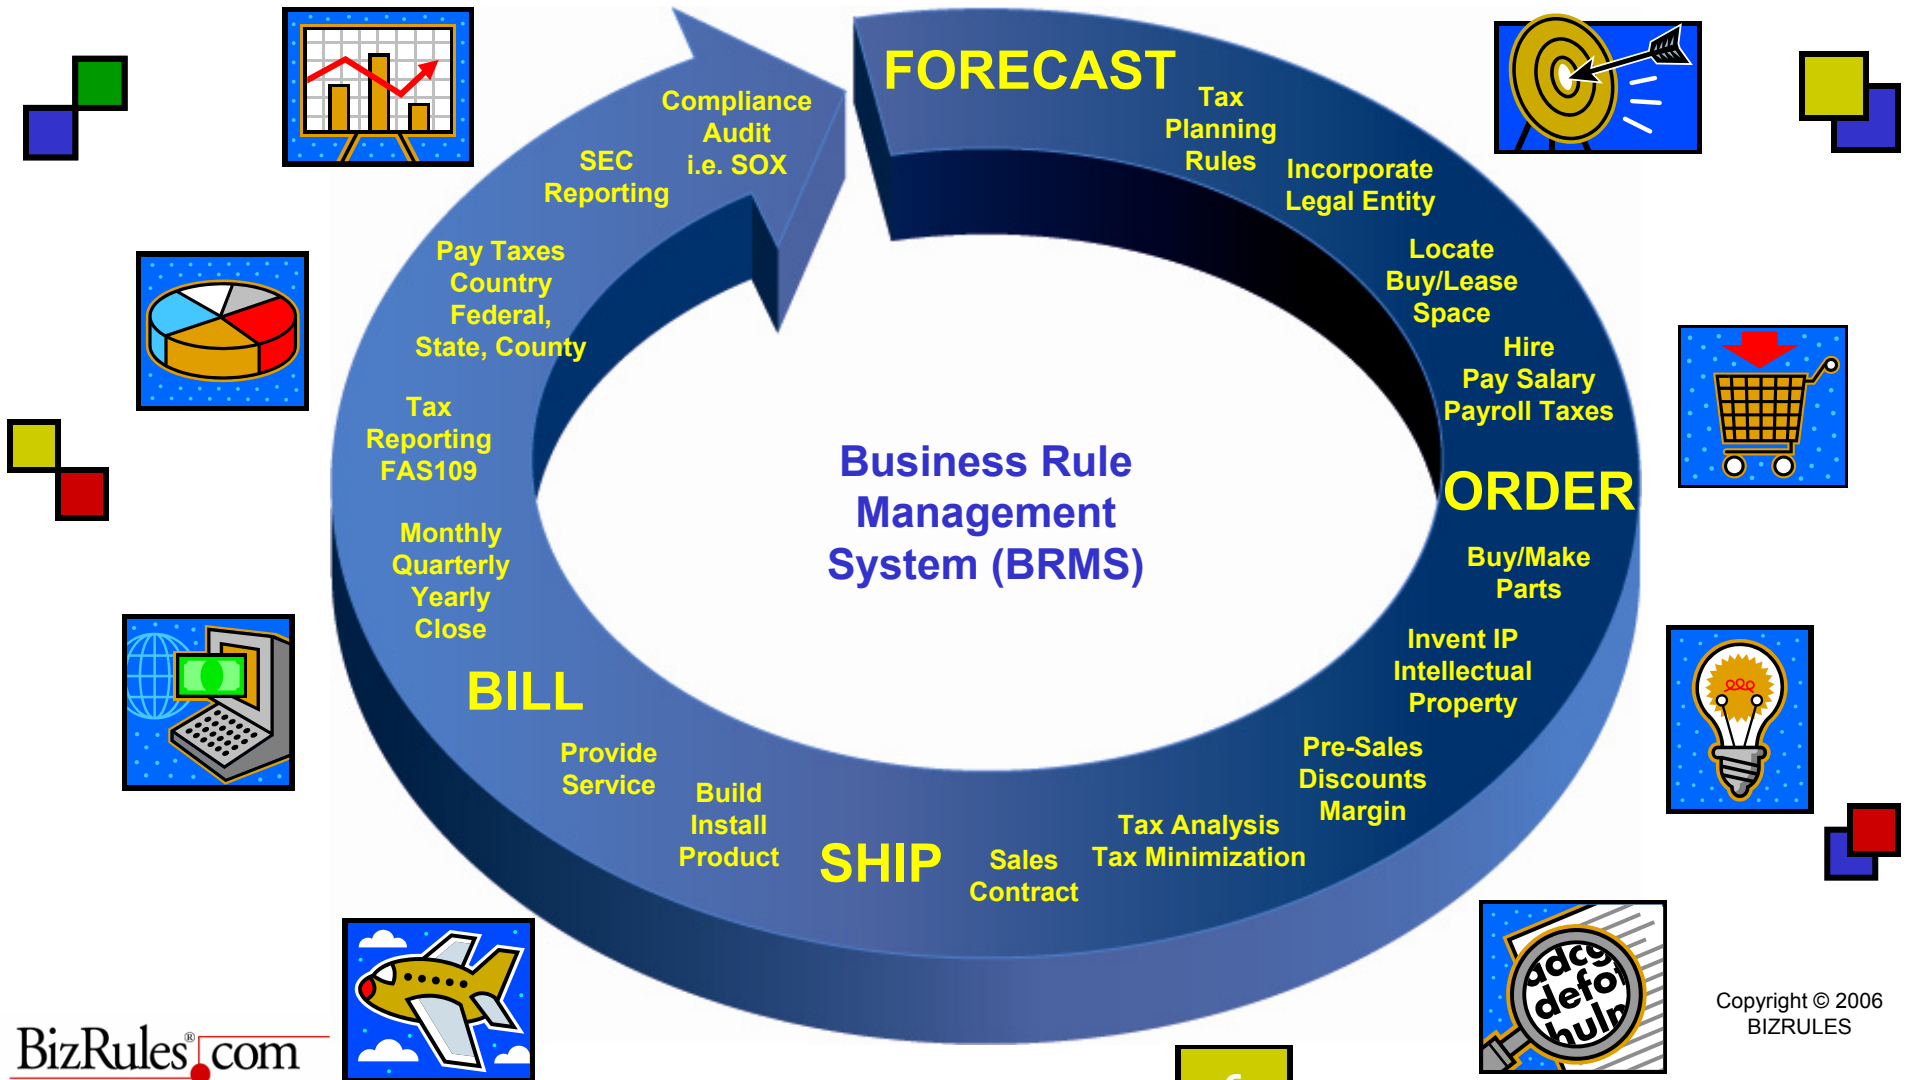 FORECAST
Tax
Planning
Rules
Incorporate
Legal Entity
Locate
Buy/Lease
Space
Hire
Pay Salary
Payroll Taxes
ORDER
Buy/Make
Parts
Invent IP
Intellectual
Property
Pre-Sales
Discounts
Margin
Tax Analysis
Tax Minimization
Sales
Contract
SHIP
Build
Install
Product
Provide
Service
BILL
Monthly
Quarterly
Yearly
Close
Tax
Reporting
FAS109
Pay Taxes
Country
Federal,
State, County
SEC
Reporting
Compliance
Audit
i.e. SOX
Business Rule
Management
System (BRMS)
adcg
defo
huln
Copyright © 2006
BIZRULES
BizRules®.com